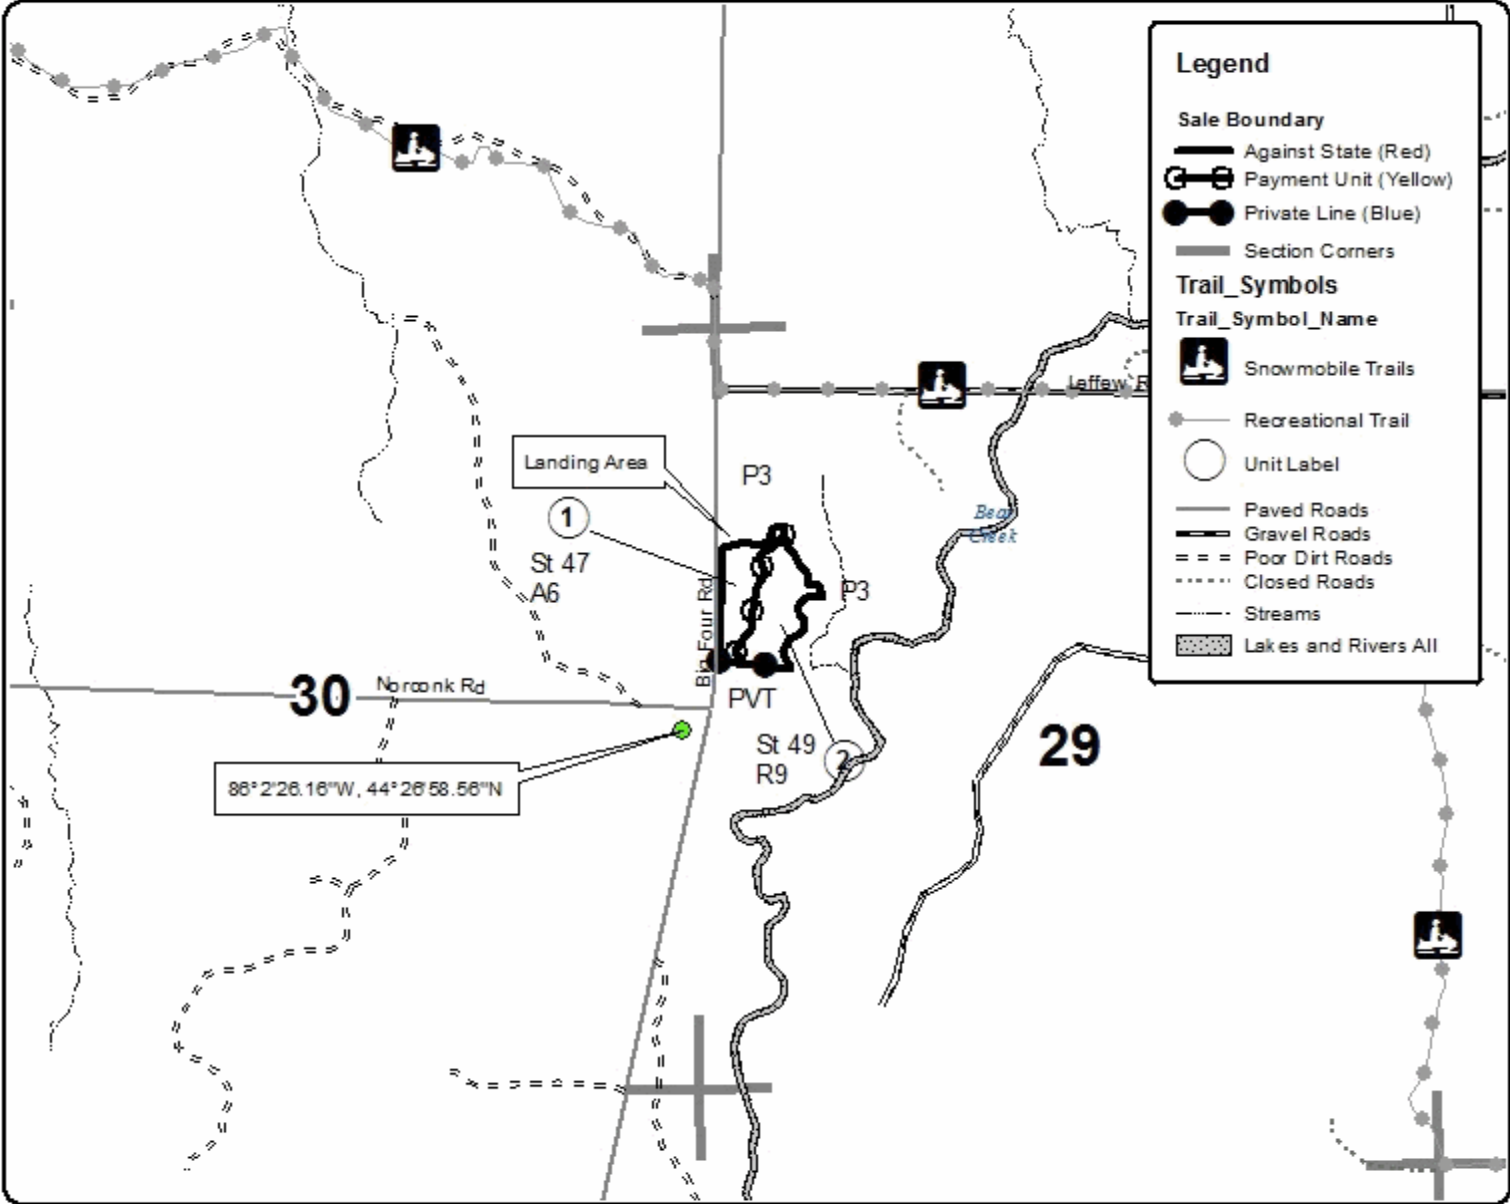 Legend
Sale Boundary
Against State (Red)
Payment Unit (Yellow)
Private Line (Blue)
Section Corners
Trail_Symbols
Trail_Symbol_Name
Snowmobile Trails
Recreational Trail
Unit Label
Paved Roads
Gravel Roads
Poor Dirt Roads
Closed Roads
Streams
Lakes and Rivers All
Leffew R
Landing Area
P3
1
St 47
A6
Bear
Creek
P3
Big Four Rd
30
Norconk Rd
PVT
St 49
R9
2
29
86° 2'26.16"W, 44° 26'58.56"N